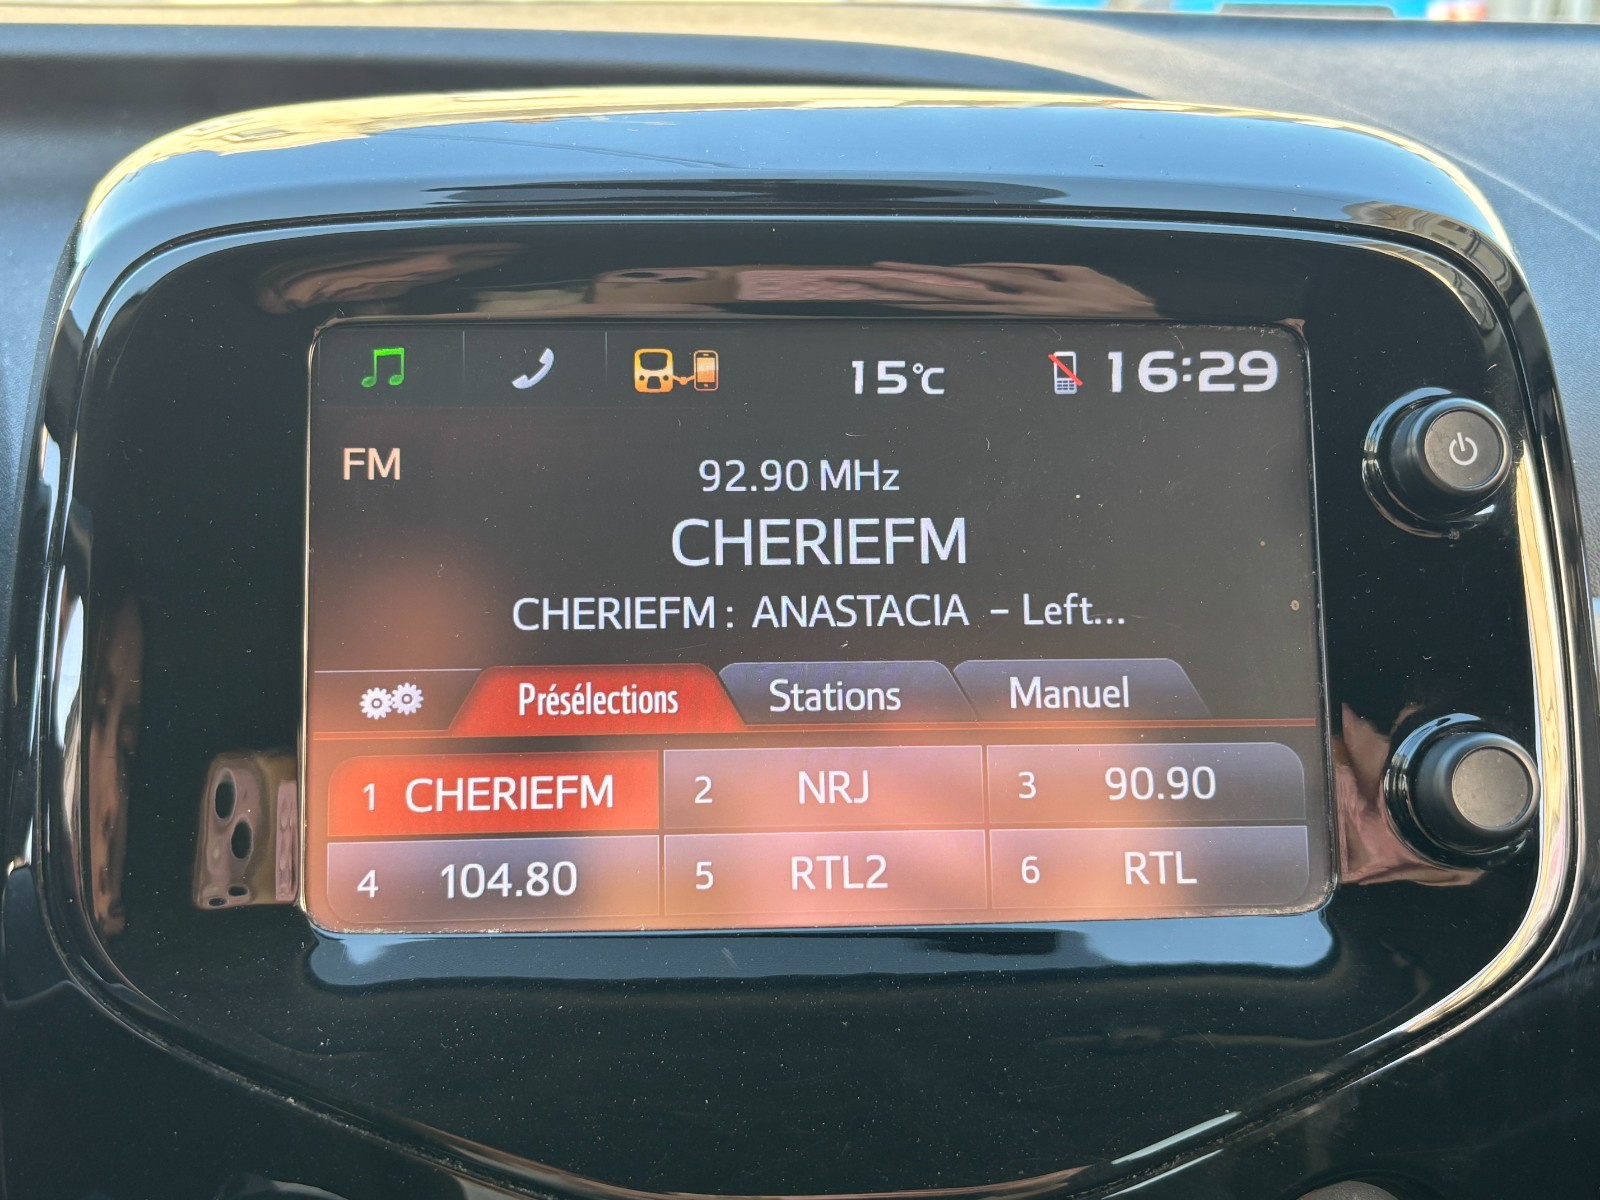 15°C 16:29
FM
92.90 MHz
CHERIEFM
CHERIEFM : ANASTACIA - Left...
Présélections Stations Manuel
1 CHERIEFM 2 NRJ 3 90.90
4 104.80 5 RTL2 6 RTL